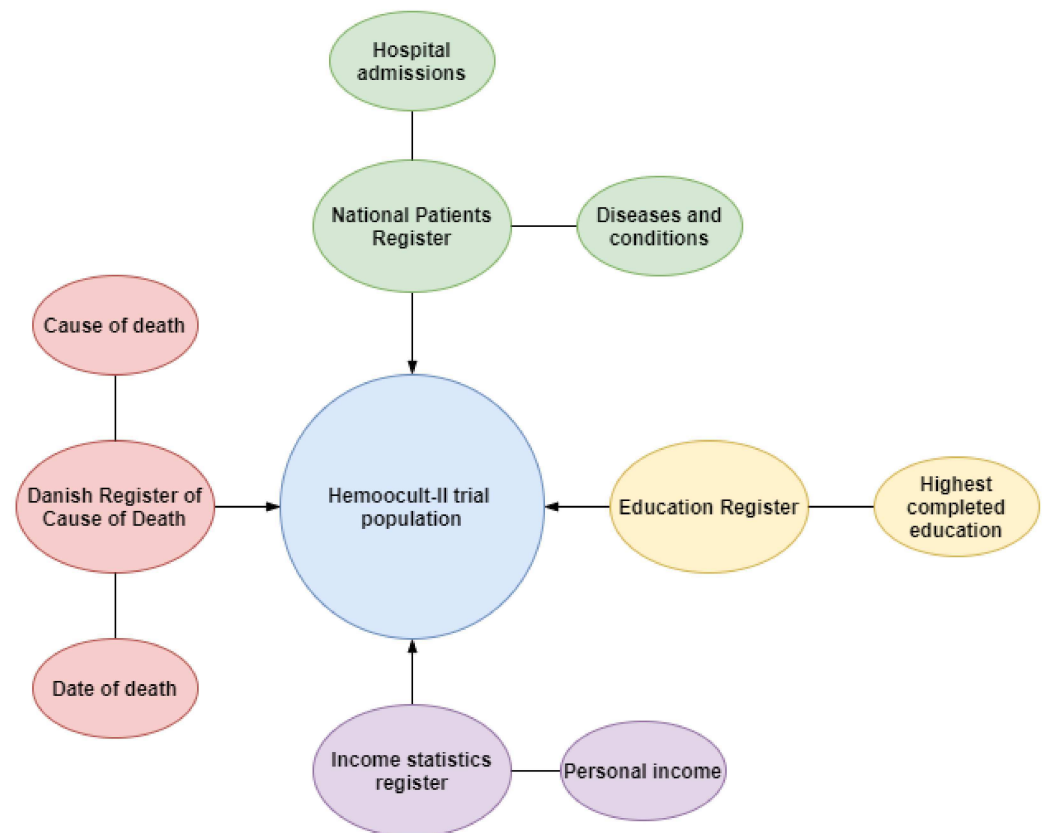 Hospital
admissions
National Patients
Register
Diseases and
conditions
Cause of death
Danish Register of
Cause of Death
Hemoocult-II trial
population
Education Register
Highest
completed
education
Date of death
Income statistics
register
Personal income